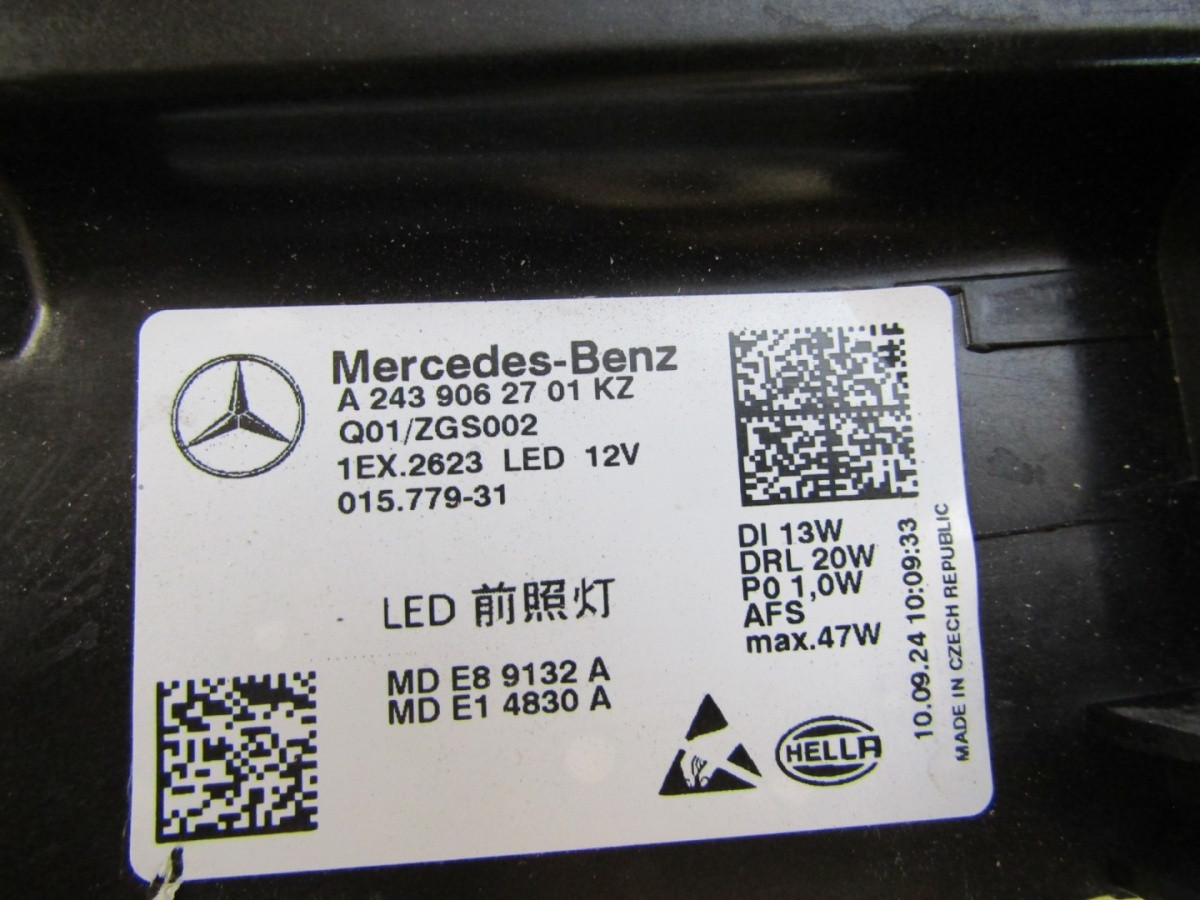 Mercedes-Benz
A 243 906 27 01 KZ
Q01/ZGS002
1EX.2623 LED 12V
015.779-31
LED 前照灯
MD E8 9132 A
MD E1 4830 A
DI 13W
DRL 20W
P0 1,0W
AFS
max.47W
HELLA
10.09.24 10:09:33
MADE IN CZECH REPUBLIC